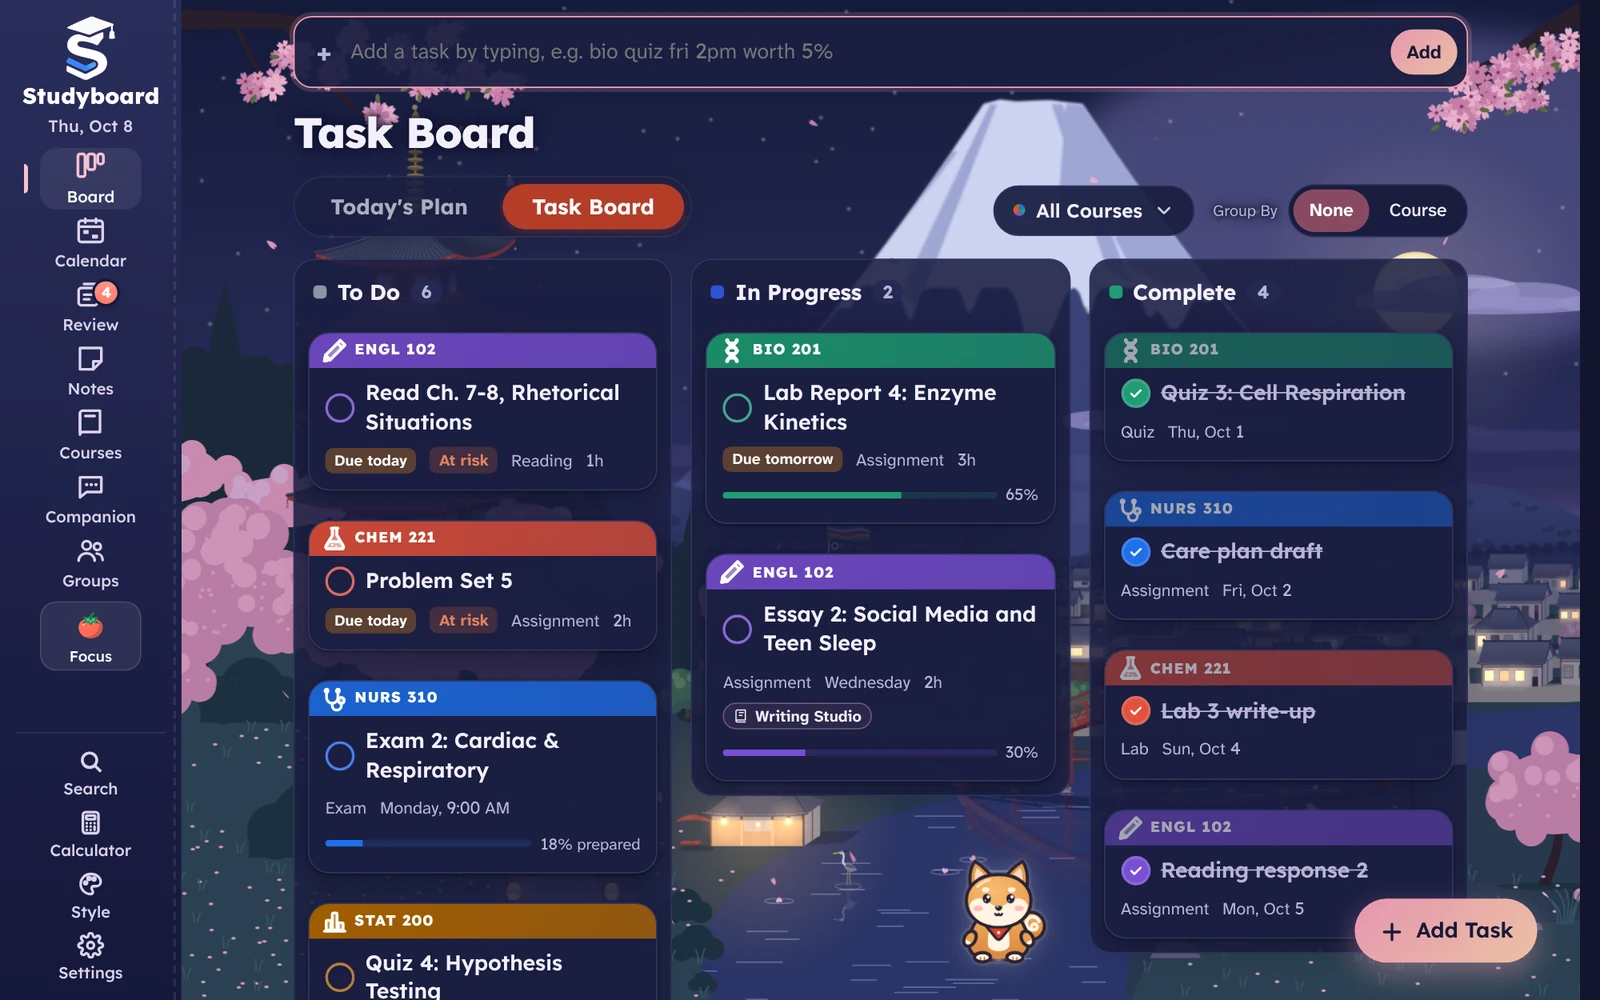 Studyboard
Thu, Oct 8
Board
Calendar
4
Review
Notes
Courses
Companion
Groups
Focus
Search
Calculator
Style
Settings
+ Add a task by typing, e.g. bio quiz fri 2pm worth 5%
Add
Task Board
Today's Plan
Task Board
All Courses
Group By
None
Course
To Do 6
ENGL 102
Read Ch. 7-8, Rhetorical
Situations
Due today At risk Reading 1h
CHEM 221
Problem Set 5
Due today At risk Assignment 2h
NURS 310
Exam 2: Cardiac &
Respiratory
Exam Monday, 9:00 AM
18% prepared
STAT 200
Quiz 4: Hypothesis
Testing
In Progress 2
BIO 201
Lab Report 4: Enzyme
Kinetics
Due tomorrow Assignment 3h
65%
ENGL 102
Essay 2: Social Media and
Teen Sleep
Assignment Wednesday 2h
Writing Studio
30%
Complete 4
BIO 201
Quiz 3: Cell Respiration
Quiz Thu, Oct 1
NURS 310
Care plan draft
Assignment Fri, Oct 2
CHEM 221
Lab 3 write-up
Lab Sun, Oct 4
ENGL 102
Reading response 2
Assignment Mon, Oct 5
+ Add Task